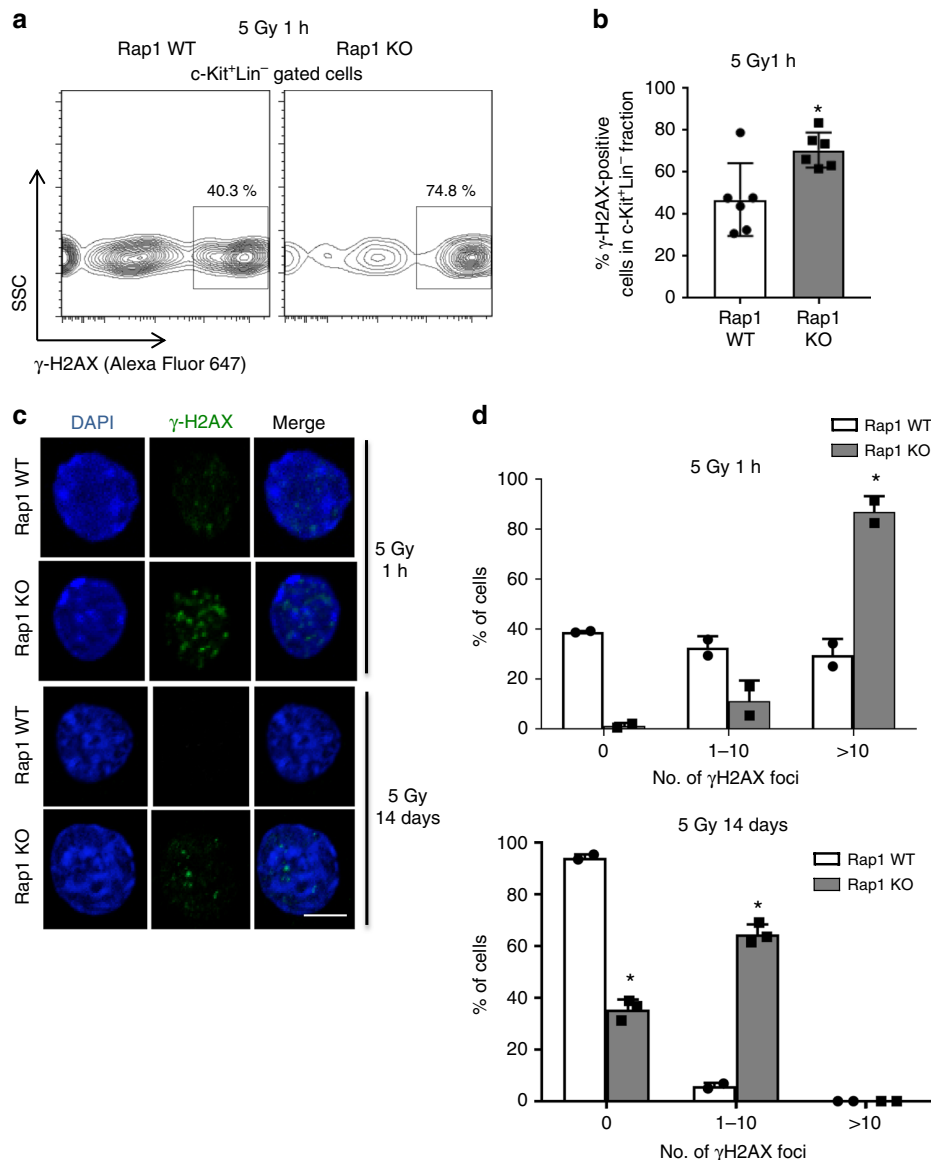 a
5 Gy 1 h
Rap1 WT
Rap1 KO
c-Kit⁺Lin⁻ gated cells
40.3 %
74.8 %
SSC
γ-H2AX (Alexa Fluor 647)
b
5 Gy1 h
*
% γ-H2AX-positive
cells in c-Kit⁺Lin⁻ fraction
100
80
60
40
20
0
Rap1
WT
Rap1
KO
c
DAPI
γ-H2AX
Merge
Rap1 WT
Rap1 KO
5 Gy
1 h
Rap1 WT
Rap1 KO
5 Gy
14 days
d
Rap1 WT
Rap1 KO
5 Gy 1 h
*
% of cells
100
80
60
40
20
0
0
1–10
>10
No. of γH2AX foci
5 Gy 14 days
Rap1 WT
Rap1 KO
*
*
% of cells
100
80
60
40
20
0
0
1–10
>10
No. of γH2AX foci